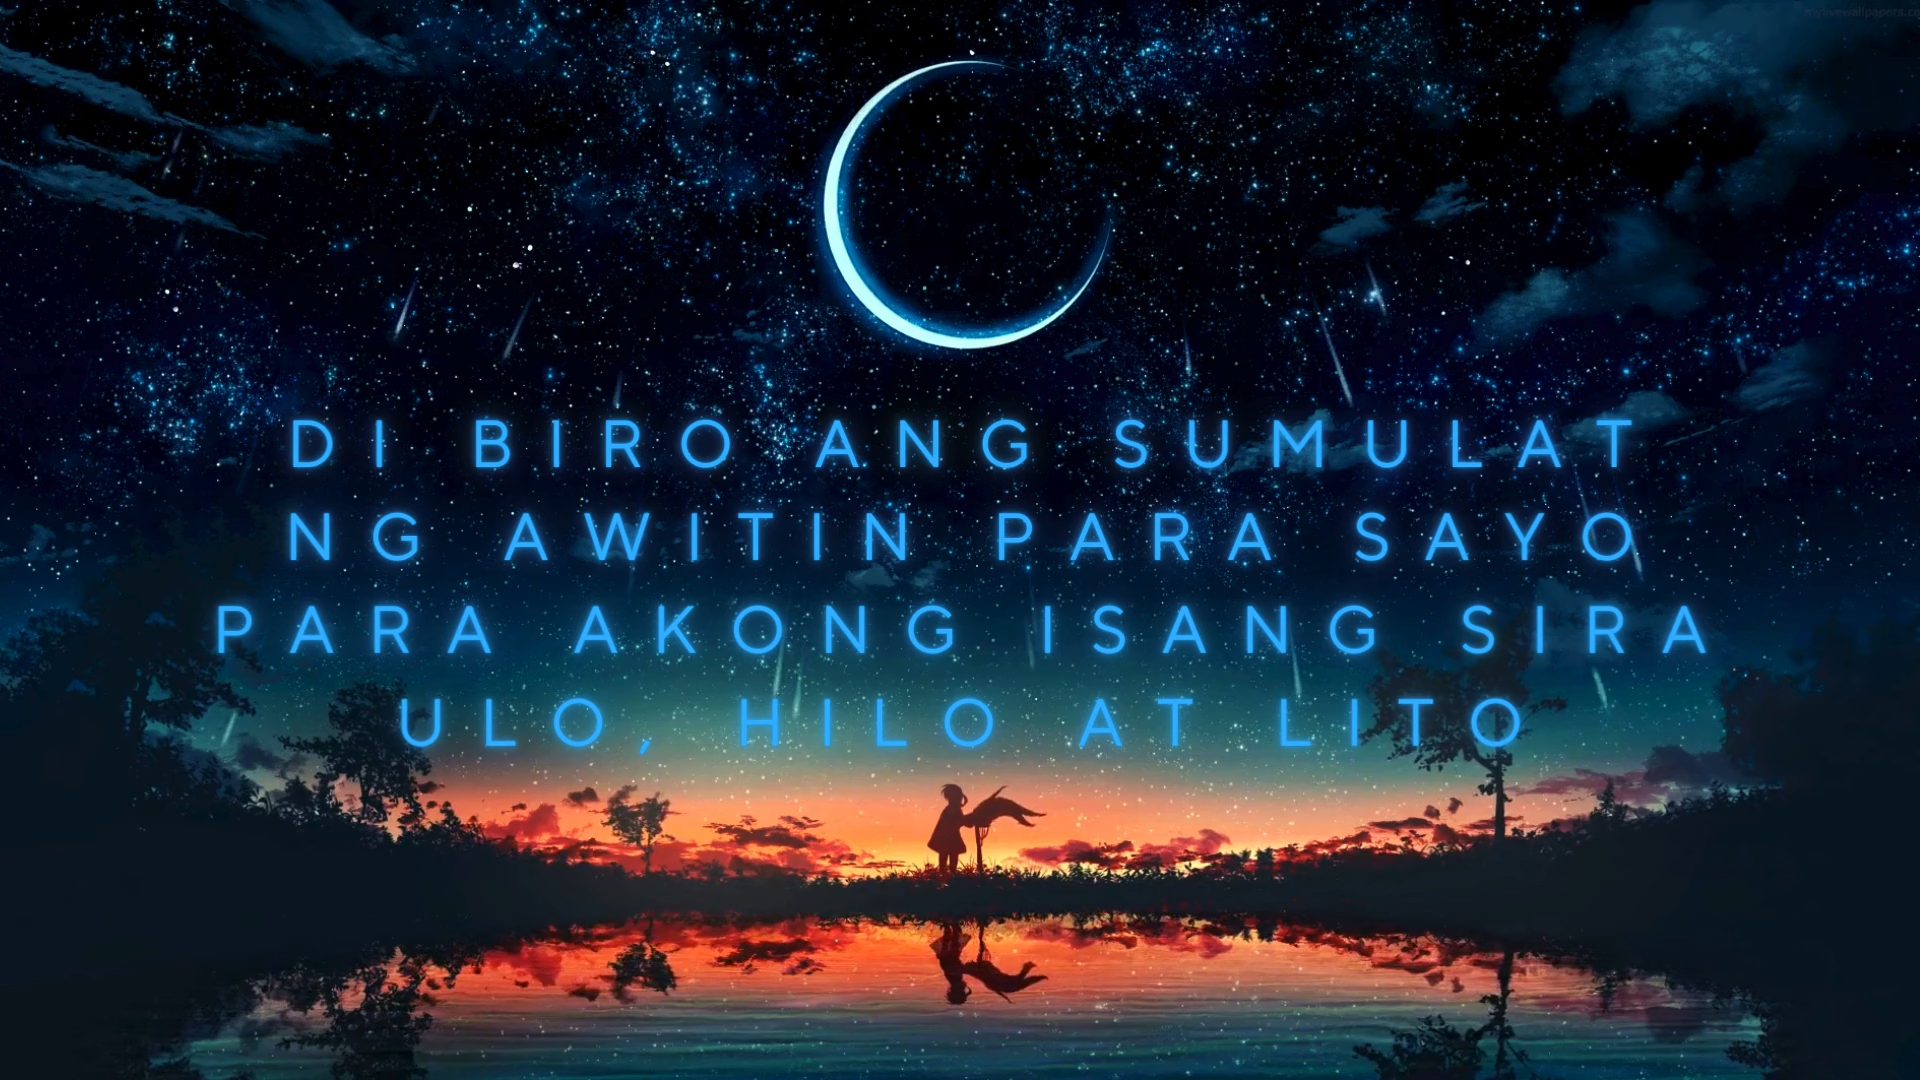 DI BIRO ANG SUMULAT
NG AWITIN PARA SAYO
PARA AKONG ISANG SIRA
ULO, HILO AT LITO